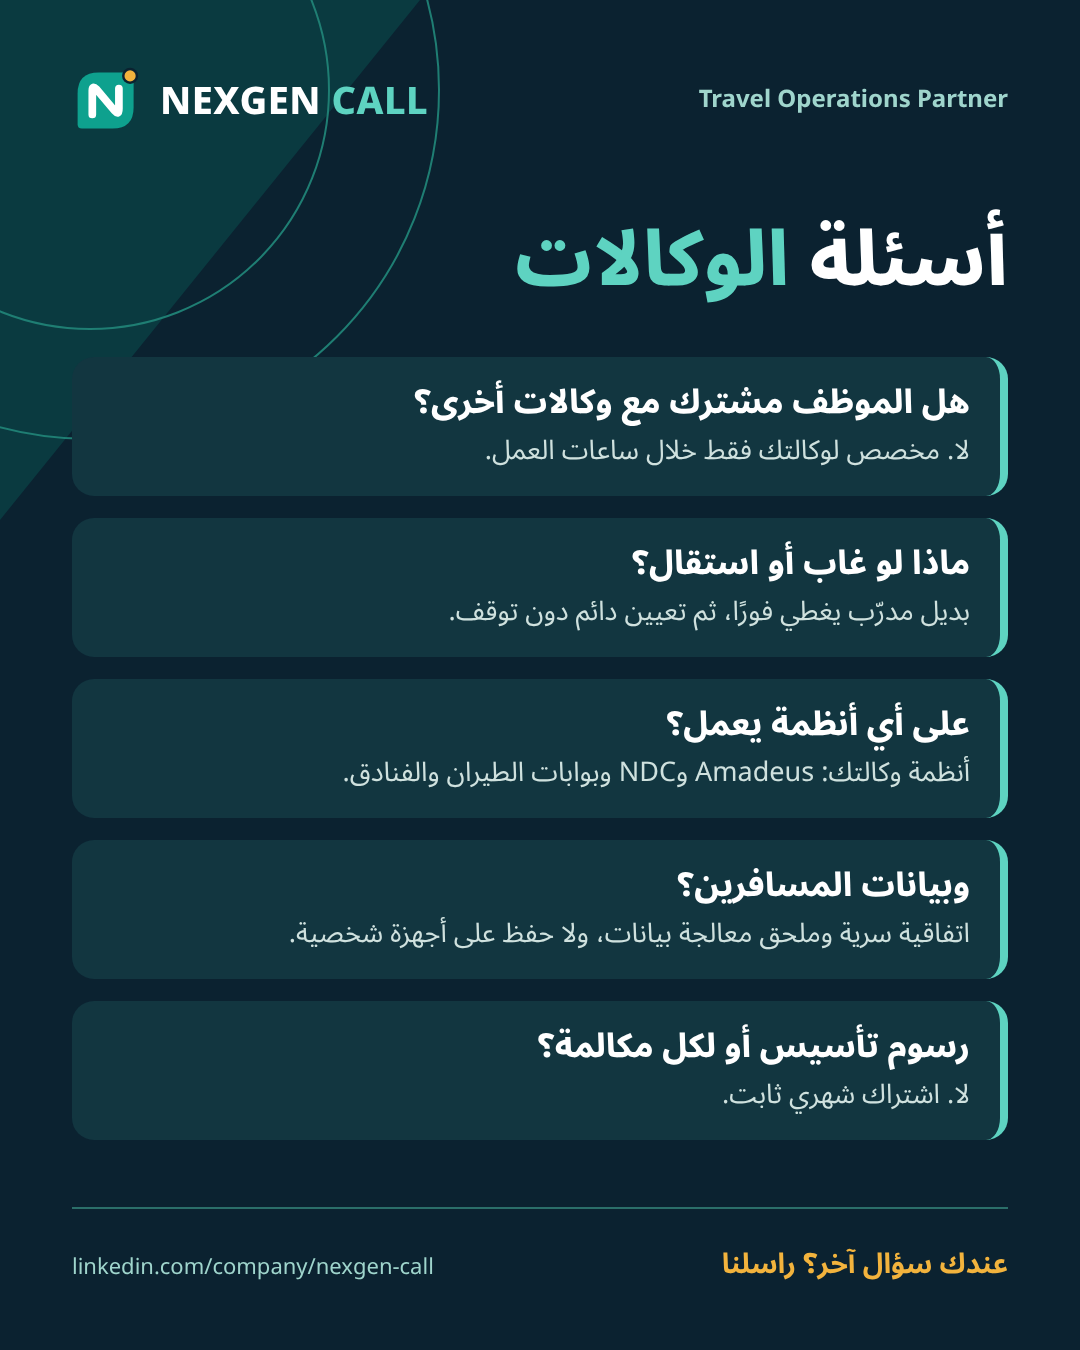 NEXGEN CALL
Travel Operations Partner
أسئلة الوكالات
هل الموظف مشترك مع وكالات أخرى؟
لا. مخصص لوكالتك فقط خلال ساعات العمل.
ماذا لو غاب أو استقال؟
بديل مدرّب يغطي فورًا، ثم تعيين دائم دون توقف.
على أي أنظمة يعمل؟
أنظمة وكالتك: Amadeus وNDC وبوابات الطيران والفنادق.
وبيانات المسافرين؟
اتفاقية سرية وملحق معالجة بيانات، ولا حفظ على أجهزة شخصية.
رسوم تأسيس أو لكل مكالمة؟
لا. اشتراك شهري ثابت.
عندك سؤال آخر؟ راسلنا
linkedin.com/company/nexgen-call